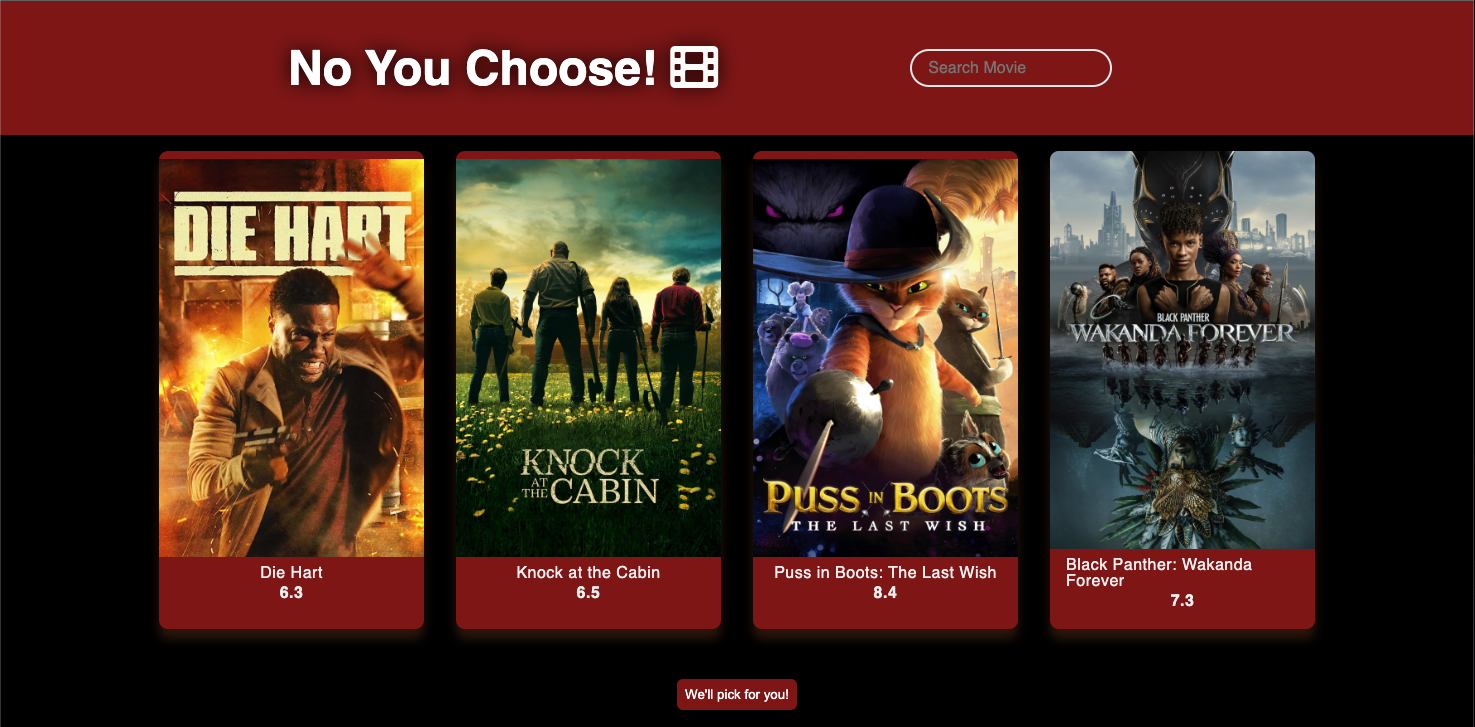 No You Choose!
Search Movie
DIE HART
KNOCK
AT THE CABIN
PUSS IN BOOTS
THE LAST WISH
BLACK PANTHER
WAKANDA FOREVER
Die Hart
6.3
Knock at the Cabin
6.5
Puss in Boots: The Last Wish
8.4
Black Panther: Wakanda
Forever
7.3
We'll pick for you!